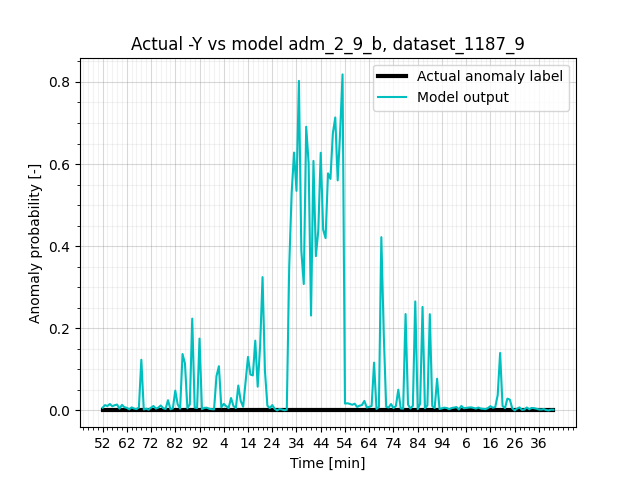 Actual -Y vs model adm_2_9_b, dataset_1187_9
Actual anomaly label
Model output
Anomaly probability [-]
0.8
0.6
0.4
0.2
0.0
52 62 72 82 92 4 14 24 34 44 54 64 74 84 94 6 16 26 36
Time [min]